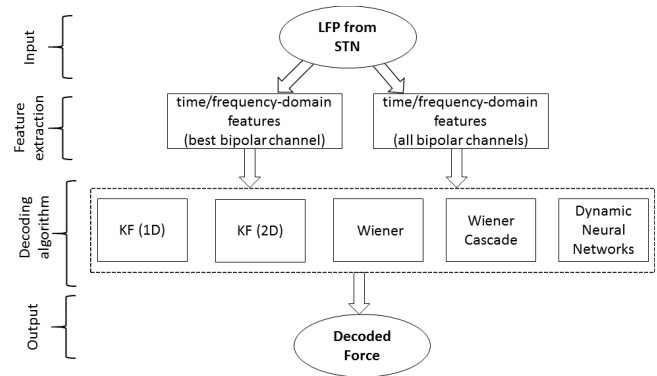 Input
LFP from
STN
Feature
extraction
time/frequency-domain
features
(best bipolar channel)
time/frequency-domain
features
(all bipolar channels)
Decoding
algorithm
KF (1D)
KF (2D)
Wiener
Wiener
Cascade
Dynamic
Neural
Networks
Output
Decoded
Force